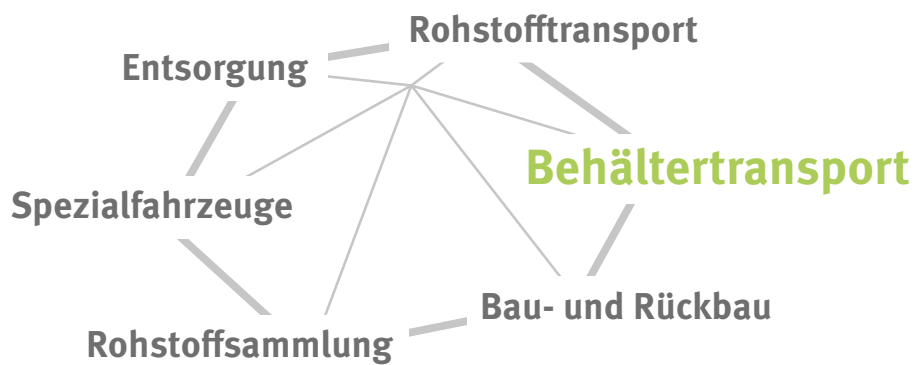 Rohstofftransport
Entsorgung
Behältertransport
Spezialfahrzeuge
Bau- und Rückbau
Rohstoffsammlung